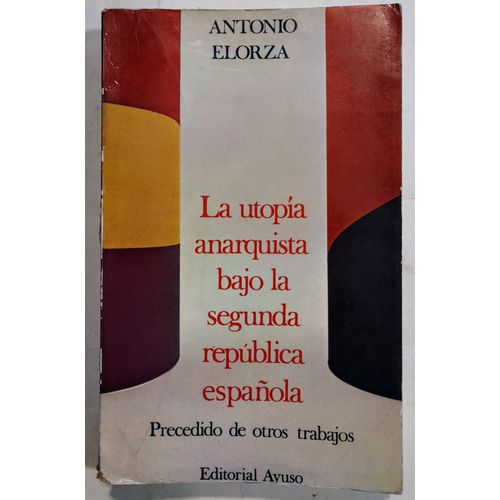 ANTONIO
ELORZA
La utopía
anarquista
bajo la
segunda
república
española
Precedido de otros trabajos
Editorial Ayuso